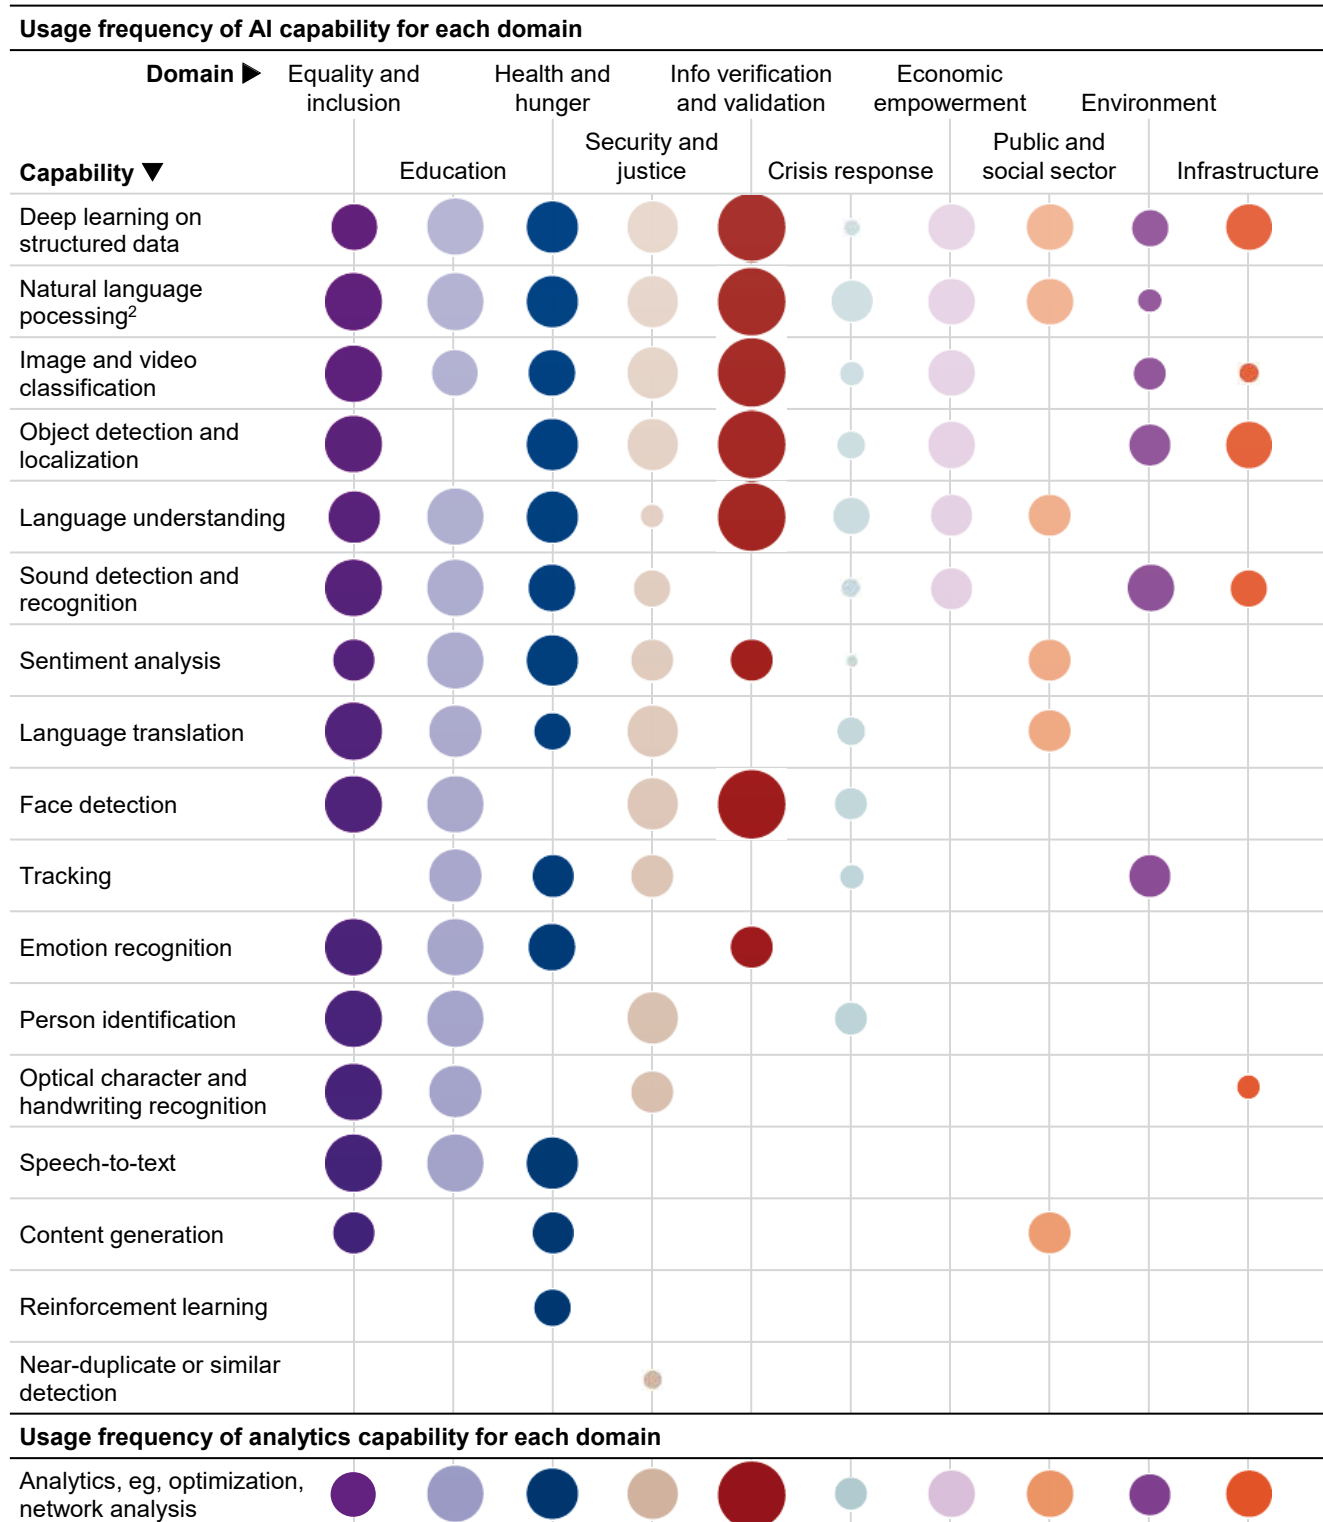 Usage frequency of AI capability for each domain
Domain ▶
Equality and
inclusion
Education
Health and
hunger
Security and
justice
Info verification
and validation
Crisis response
Economic
empowerment
Public and
social sector
Environment
Infrastructure
Capability ▼
Deep learning on
structured data
Natural language
pocessing²
Image and video
classification
Object detection and
localization
Language understanding
Sound detection and
recognition
Sentiment analysis
Language translation
Face detection
Tracking
Emotion recognition
Person identification
Optical character and
handwriting recognition
Speech-to-text
Content generation
Reinforcement learning
Near-duplicate or similar
detection
Usage frequency of analytics capability for each domain
Analytics, eg, optimization,
network analysis